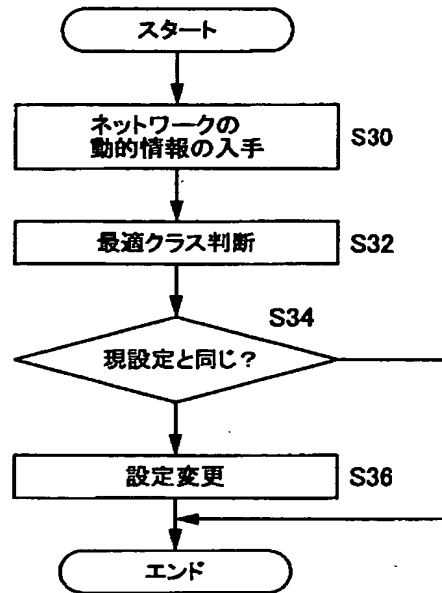 スタート
ネットワークの
動的情報の入手
S30
最適クラス判断
S32
S34
現設定と同じ？
設定変更
S36
エンド